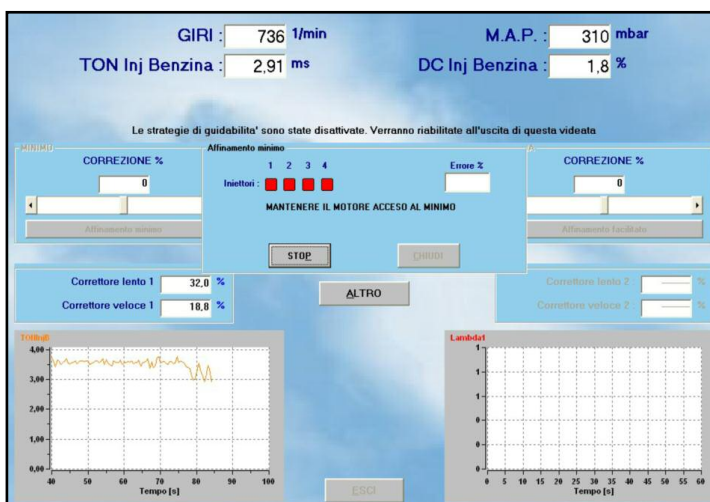 GIRI : 736 1/min
M.A.P. : 310 mbar
TON Inj Benzina : 2,91 ms
DC Inj Benzina : 1,8 %
Le strategie di guidabilita' sono state disattivate. Verranno riabilitate all'uscita di questa videata
MINIMO
CORREZIONE %
0
Affinamento minimo
Affinamento minimo
1 2 3 4
Errore %
Iniettori :
MANTENERE IL MOTORE ACCESO AL MINIMO
STOP
CHIUDI
A
CORREZIONE %
0
Affinamento facilitato
Correttore lento 1 32,0 %
Correttore veloce 1 18,8 %
ALTRO
Correttore lento 2 : %
Correttore veloce 2 : %
TONInjB
4,00
3,00
2,00
1,00
0,00
40 50 60 70 80 90 100
Tempo [s]
Lambda1
1
1
1
1
0
0
0
0 5 10 15 20 25 30 35 40 45 50 55 60
Tempo [s]
ESCI